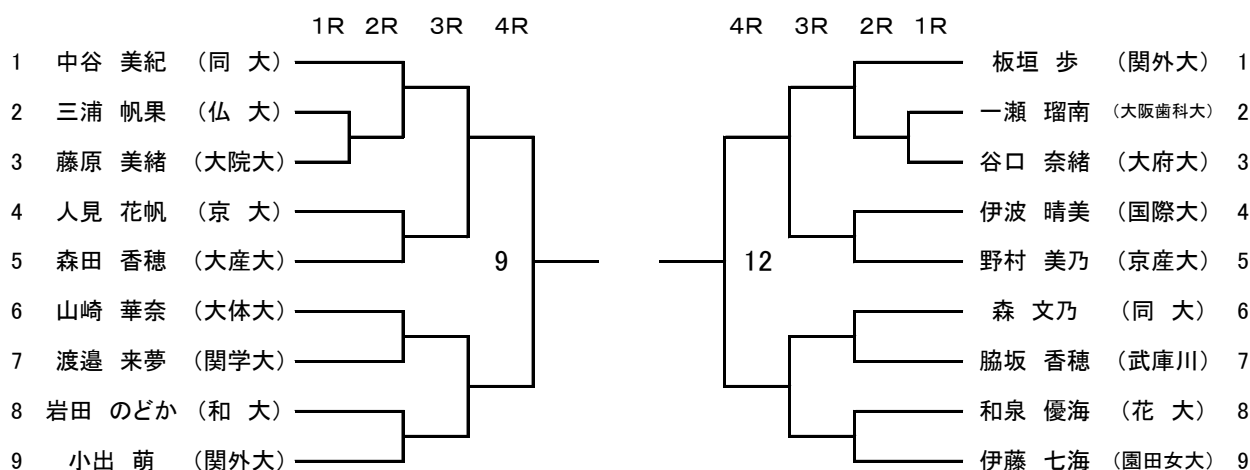 1R 2R 3R 4R
1 中谷 美紀 （同 大）
2 三浦 帆果 （仏 大）
3 藤原 美緒 （大院大）
4 人見 花帆 （京 大）
5 森田 香穂 （大産大）
9
6 山崎 華奈 （大体大）
7 渡邉 来夢 （関学大）
8 岩田 のどか （和 大）
9 小出 萌 （関外大）
4R 3R 2R 1R
板垣 歩 （関外大） 1
一瀬 瑠南 （大阪歯科大） 2
谷口 奈緒 （大府大） 3
伊波 晴美 （国際大） 4
12
野村 美乃 （京産大） 5
森 文乃 （同 大） 6
脇坂 香穂 （武庫川） 7
和泉 優海 （花 大） 8
伊藤 七海 （園田女大） 9